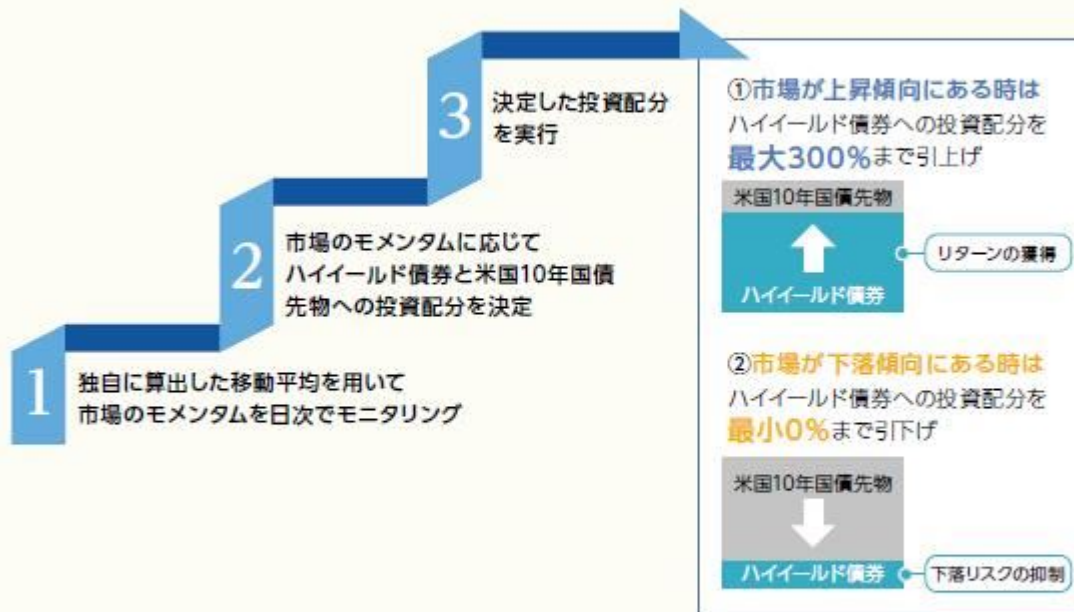 1
独自に算出した移動平均を用いて
市場のモメンタムを日次でモニタリング
2
市場のモメンタムに応じて
ハイイールド債券と米国10年国債
先物への投資配分を決定
3
決定した投資配分
を実行
①市場が上昇傾向にある時は
ハイイールド債券への投資配分を
最大300%まで引上げ
米国10年国債先物
ハイイールド債券
リターンの獲得
②市場が下落傾向にある時は
ハイイールド債券への投資配分を
最小0%まで引下げ
米国10年国債先物
ハイイールド債券
下落リスクの抑制